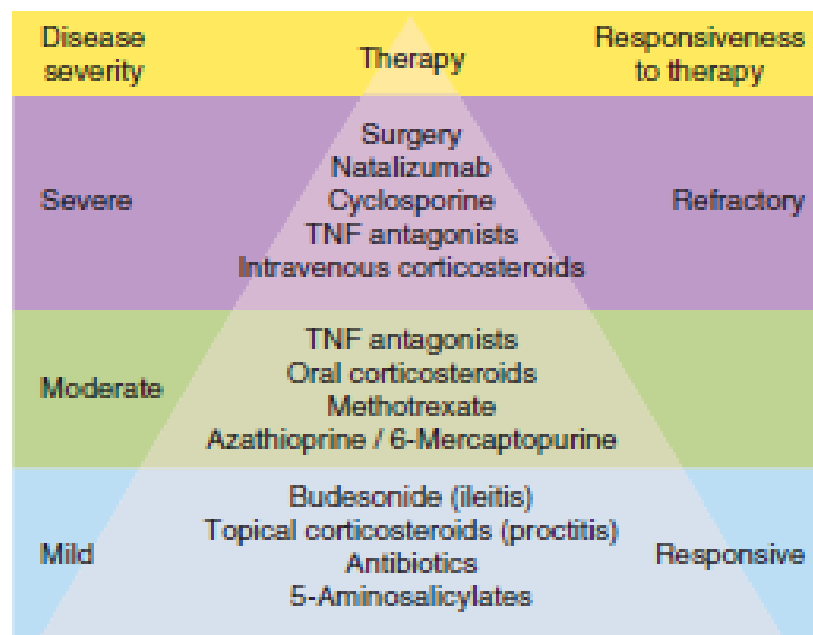 Disease
severity
Therapy
Responsiveness
to therapy
Surgery
Natalizumab
Severe
Cyclosporine
Refractory
TNF antagonists
Intravenous corticosteroids
TNF antagonists
Oral corticosteroids
Moderate
Methotrexate
Azathioprine / 6-Mercaptopurine
Budesonide (ileitis)
Topical corticosteroids (proctitis)
Mild
Antibiotics
Responsive
5-Aminosalicylates